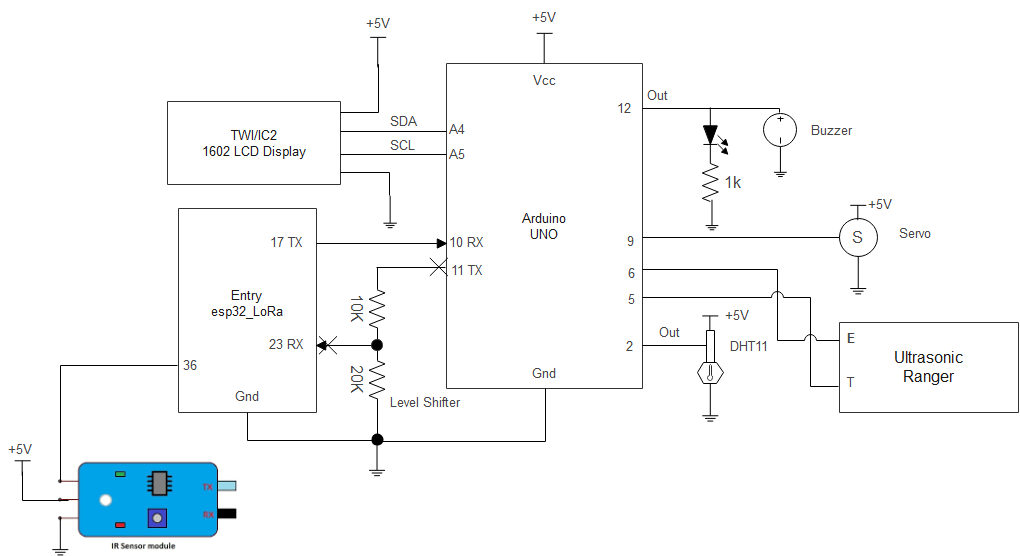 +5V
+5V
Vcc
12
Out
Buzzer
1k
TWI/IC2
1602 LCD Display
SDA
A4
SCL
A5
Arduino
UNO
+5V
9
S
Servo
17 TX
10 RX
11 TX
6
5
Entry
esp32_LoRa
10K
23 RX
20K
Level Shifter
36
Gnd
Gnd
2
Out
+5V
DHT11
E
T
Ultrasonic
Ranger
+5V
TX
RX
IR Sensor module